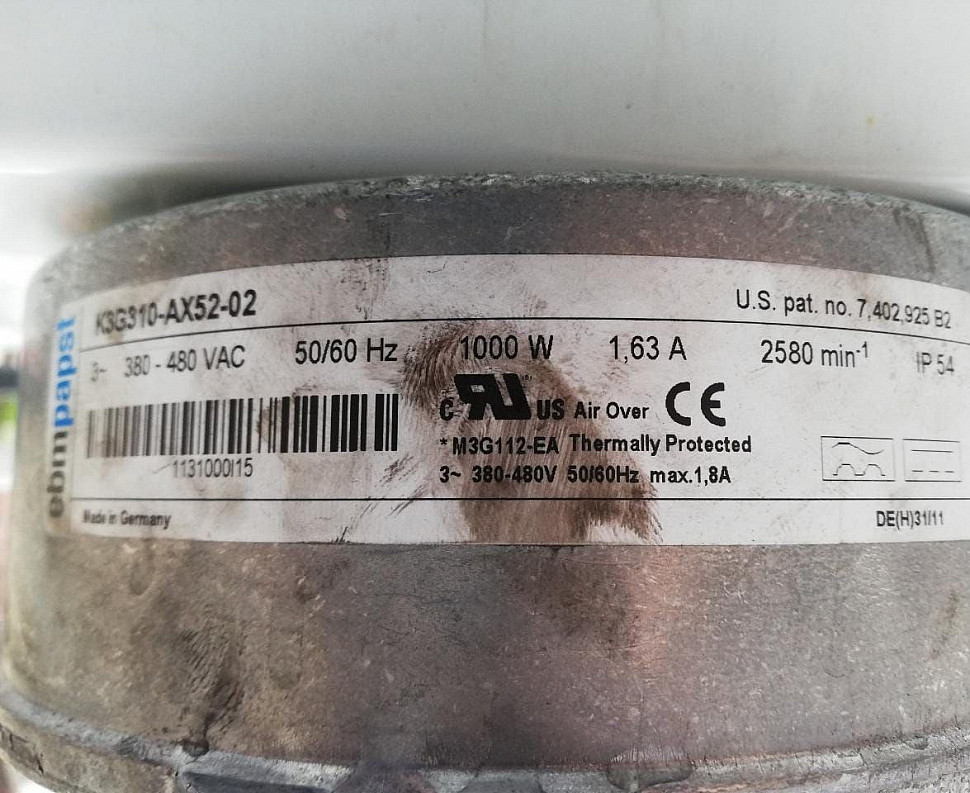 K3G310-AX52-02
U.S. pat. no. 7,402,925 B2
ebmpapst
3~ 380 - 480 VAC 50/60 Hz 1000 W 1,63 A 2580 min-1 IP 54
c RU US Air Over CE
1131000I15
* M3G112-EA Thermally Protected
3~ 380-480V 50/60Hz max.1,8A
Made in Germany
DE(H)31/11